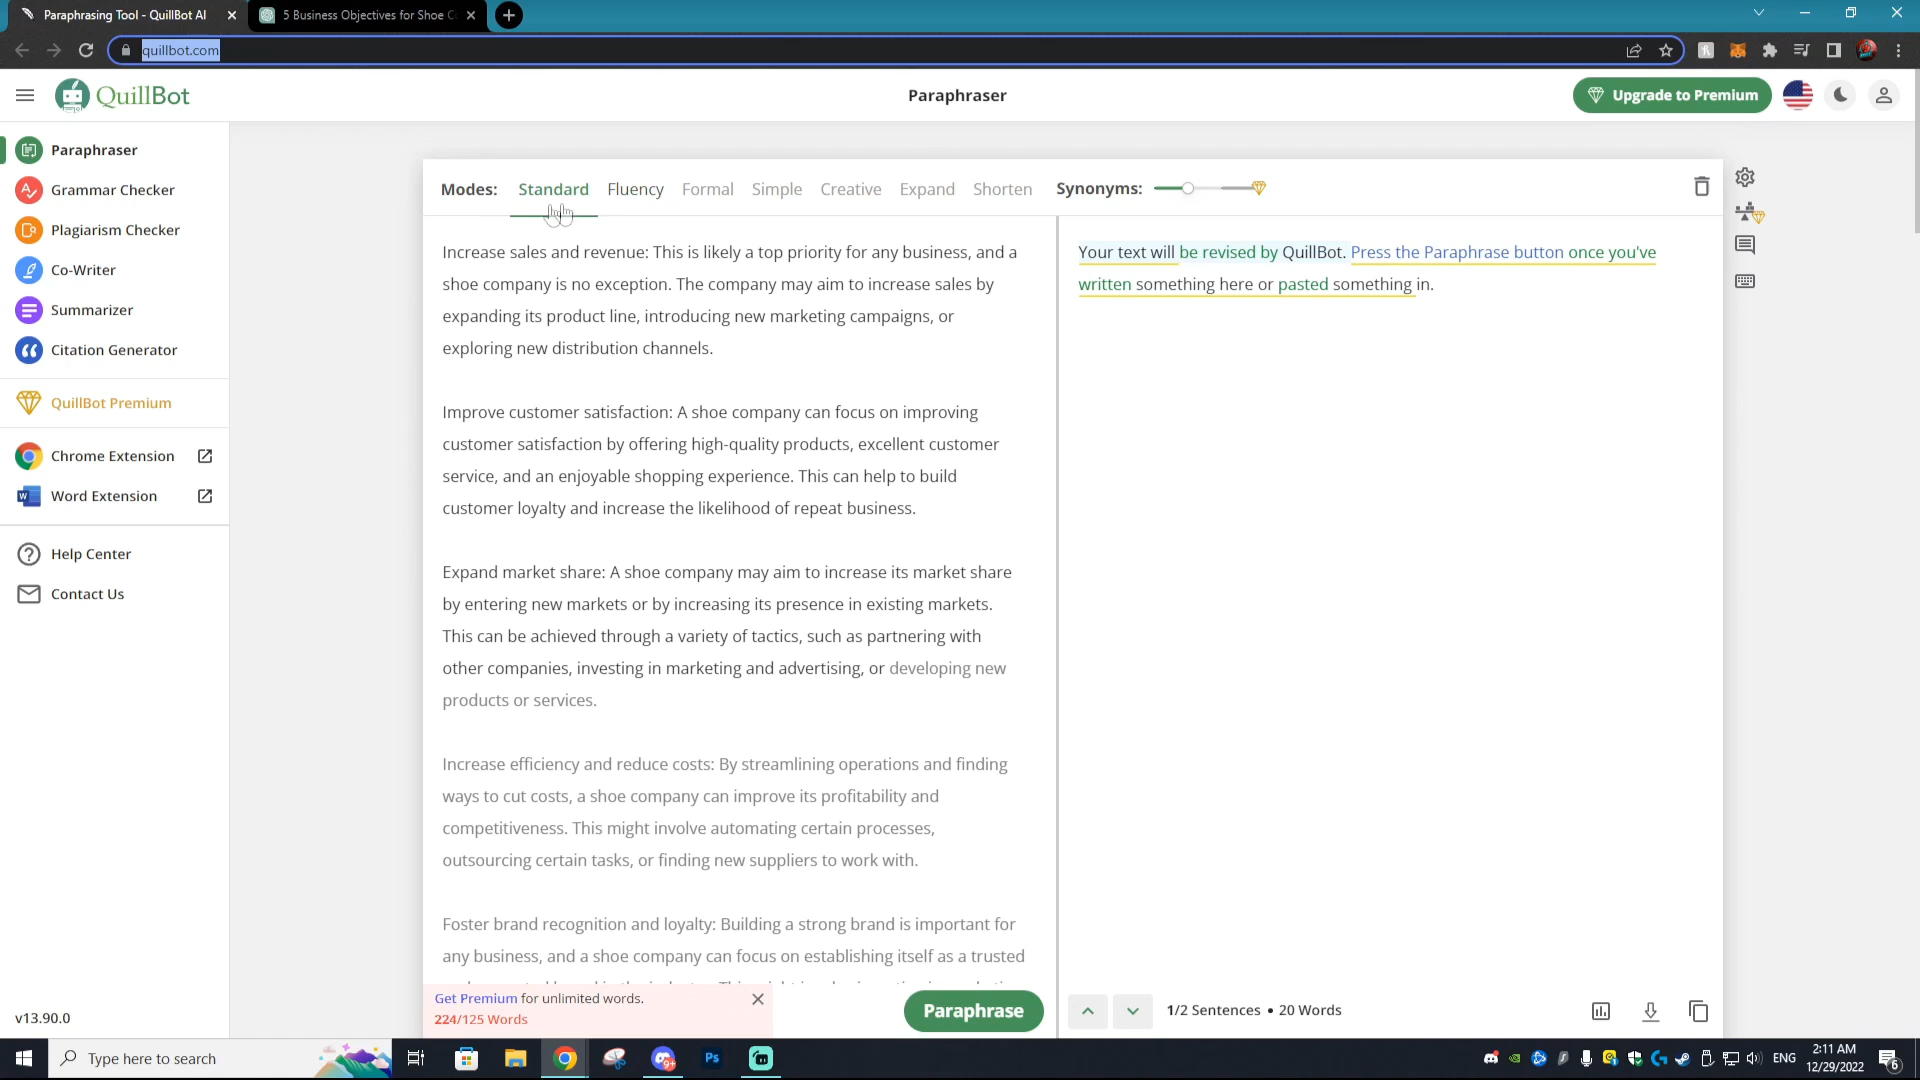 Paraphrasing Tool - QuillBot AI
5 Business Objectives for Shoe C
quillbot.com
QuillBot
Paraphraser
Upgrade to Premium
Paraphraser
Grammar Checker
Plagiarism Checker
Co-Writer
Summarizer
Citation Generator
QuillBot Premium
Chrome Extension
Word Extension
Help Center
Contact Us
v13.90.0
Modes: Standard Fluency Formal Simple Creative Expand Shorten Synonyms:
Increase sales and revenue: This is likely a top priority for any business, and a
shoe company is no exception. The company may aim to increase sales by
expanding its product line, introducing new marketing campaigns, or
exploring new distribution channels.
Improve customer satisfaction: A shoe company can focus on improving
customer satisfaction by offering high-quality products, excellent customer
service, and an enjoyable shopping experience. This can help to build
customer loyalty and increase the likelihood of repeat business.
Expand market share: A shoe company may aim to increase its market share
by entering new markets or by increasing its presence in existing markets.
This can be achieved through a variety of tactics, such as partnering with
other companies, investing in marketing and advertising, or developing new
products or services.
Increase efficiency and reduce costs: By streamlining operations and finding
ways to cut costs, a shoe company can improve its profitability and
competitiveness. This might involve automating certain processes,
outsourcing certain tasks, or finding new suppliers to work with.
Foster brand recognition and loyalty: Building a strong brand is important for
any business, and a shoe company can focus on establishing itself as a trusted
Get Premium for unlimited words.
224/125 Words
Paraphrase
Your text will be revised by QuillBot. Press the Paraphrase button once you've
written something here or pasted something in.
1/2 Sentences • 20 Words
Type here to search
Ps
ENG
2:11 AM
12/29/2022
6